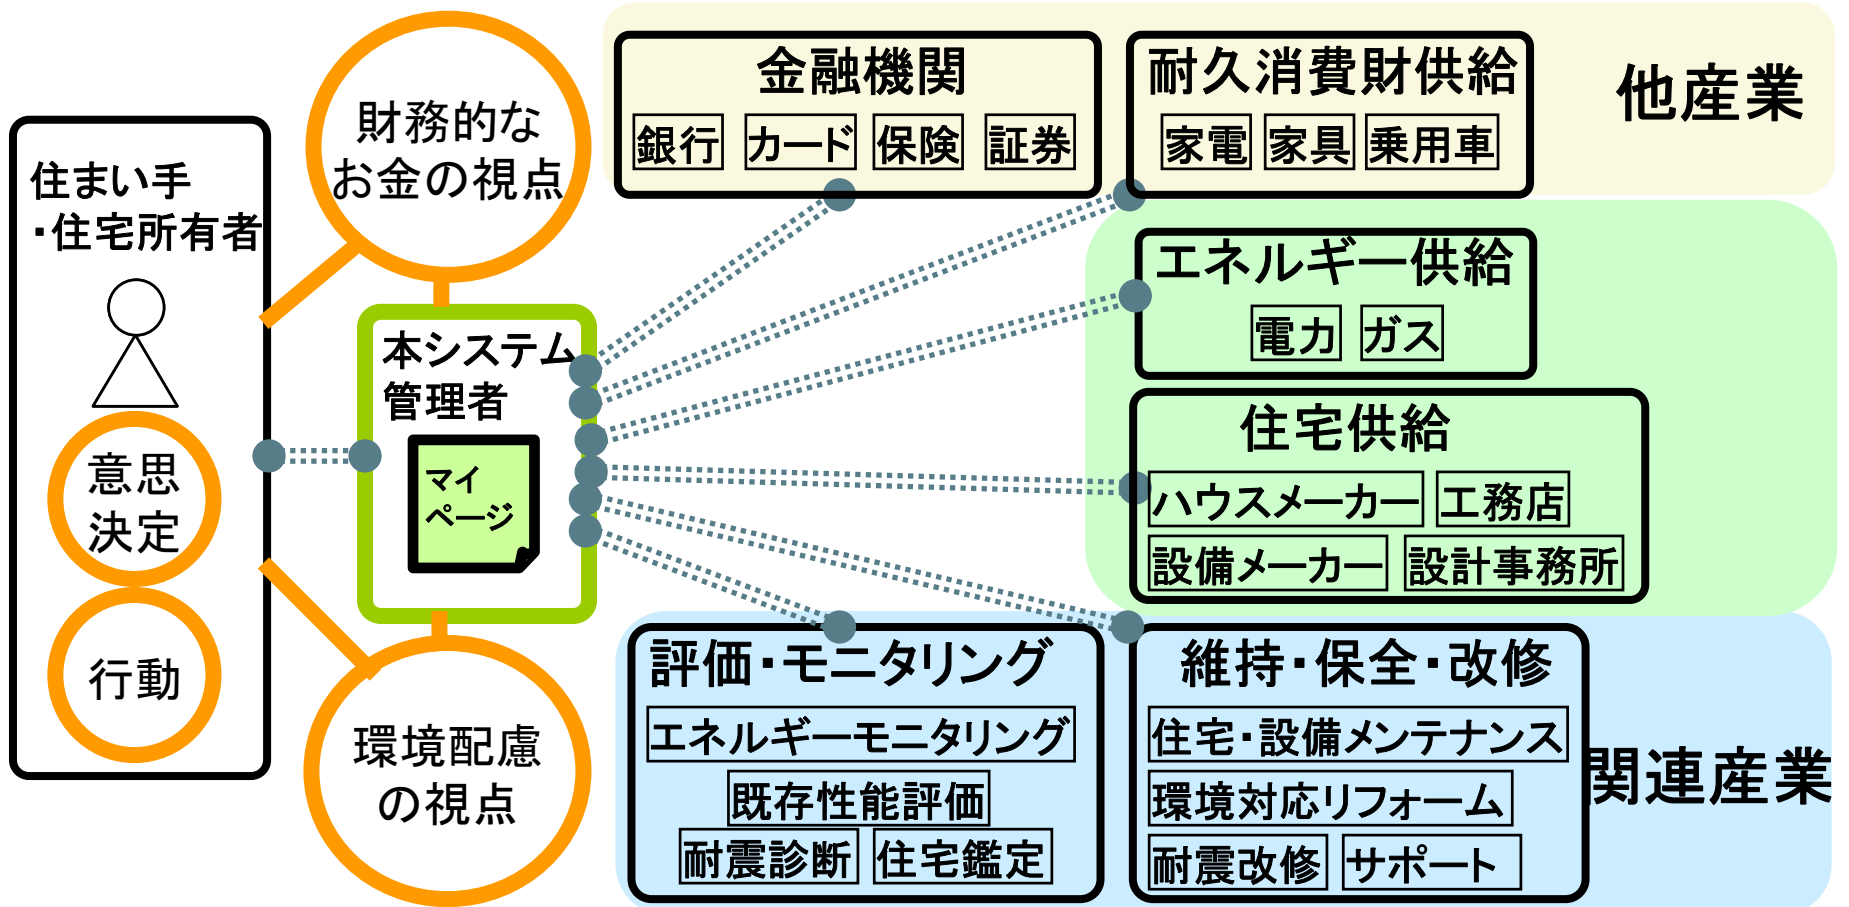 住まい手
・住宅所有者
意思
決定
行動
財務的な
お金の視点
本システム
管理者
マイ
ページ
環境配慮
の視点
金融機関
銀行 カード 保険 証券
耐久消費財供給
家電 家具 乗用車
他産業
エネルギー供給
電力 ガス
住宅供給
ハウスメーカー 工務店
設備メーカー 設計事務所
評価・モニタリング
エネルギーモニタリング
既存性能評価
耐震診断 住宅鑑定
維持・保全・改修
住宅・設備メンテナンス
環境対応リフォーム
耐震改修 サポート
関連産業